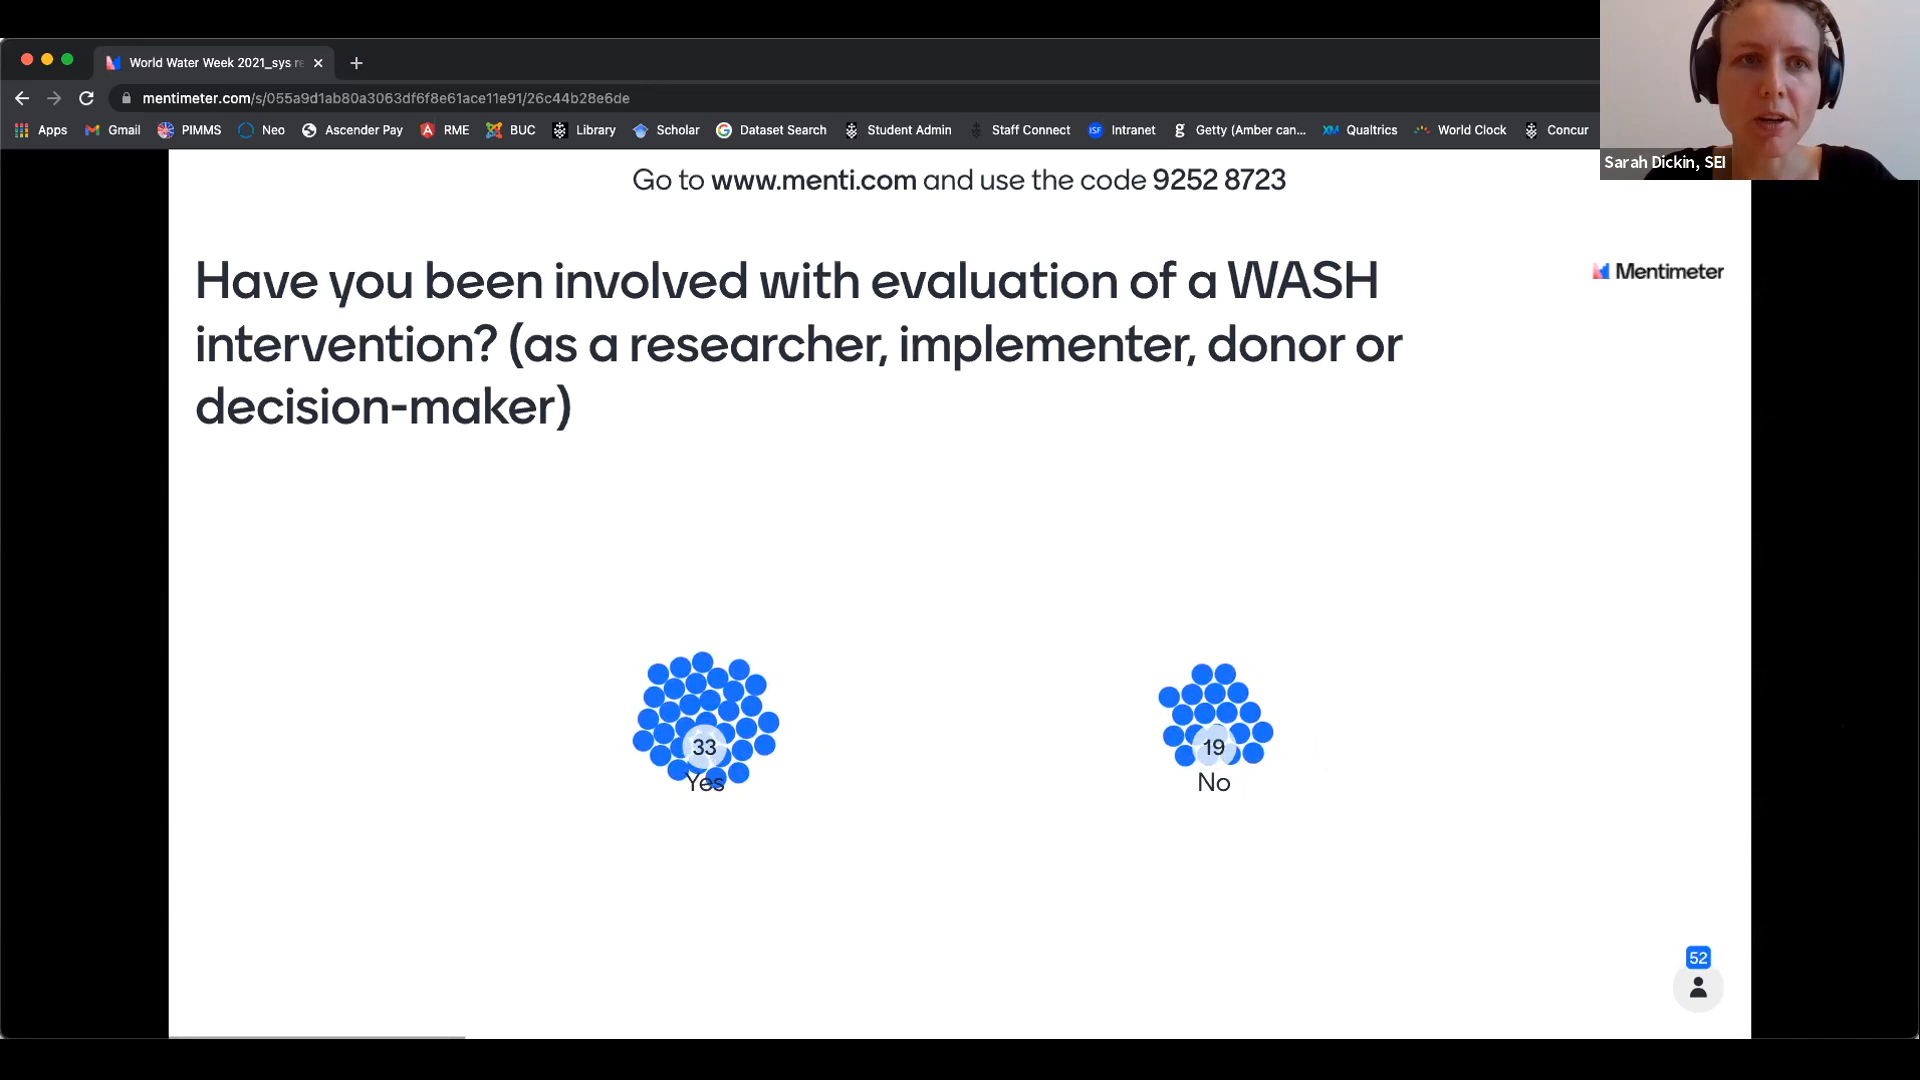 World Water Week 2021_sys re
mentimeter.com/s/055a9d1ab80a3063df6f8e61ace11e91/26c44b28e6de
Apps Gmail PIMMS Neo Ascender Pay RME BUC Library Scholar Dataset Search Student Admin Staff Connect Intranet Getty (Amber can... Qualtrics World Clock Concur
Sarah Dickin, SEI
Go to www.menti.com and use the code 9252 8723
Mentimeter
Have you been involved with evaluation of a WASH
intervention? (as a researcher, implementer, donor or
decision-maker)
33
Yes
19
No
52